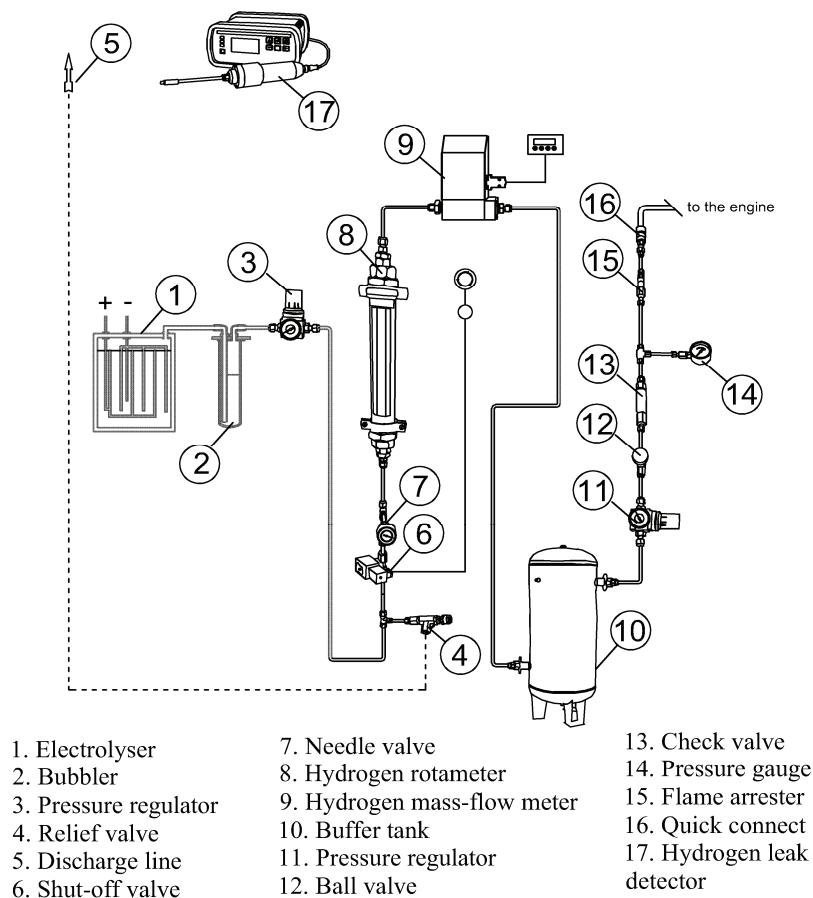 5
17
9
16
to the engine
8
15
3
+ -
1
13
14
12
2
7
11
6
10
4
1. Electrolyser
2. Bubbler
3. Pressure regulator
4. Relief valve
5. Discharge line
6. Shut-off valve
7. Needle valve
8. Hydrogen rotameter
9. Hydrogen mass-flow meter
10. Buffer tank
11. Pressure regulator
12. Ball valve
13. Check valve
14. Pressure gauge
15. Flame arrester
16. Quick connect
17. Hydrogen leak
detector